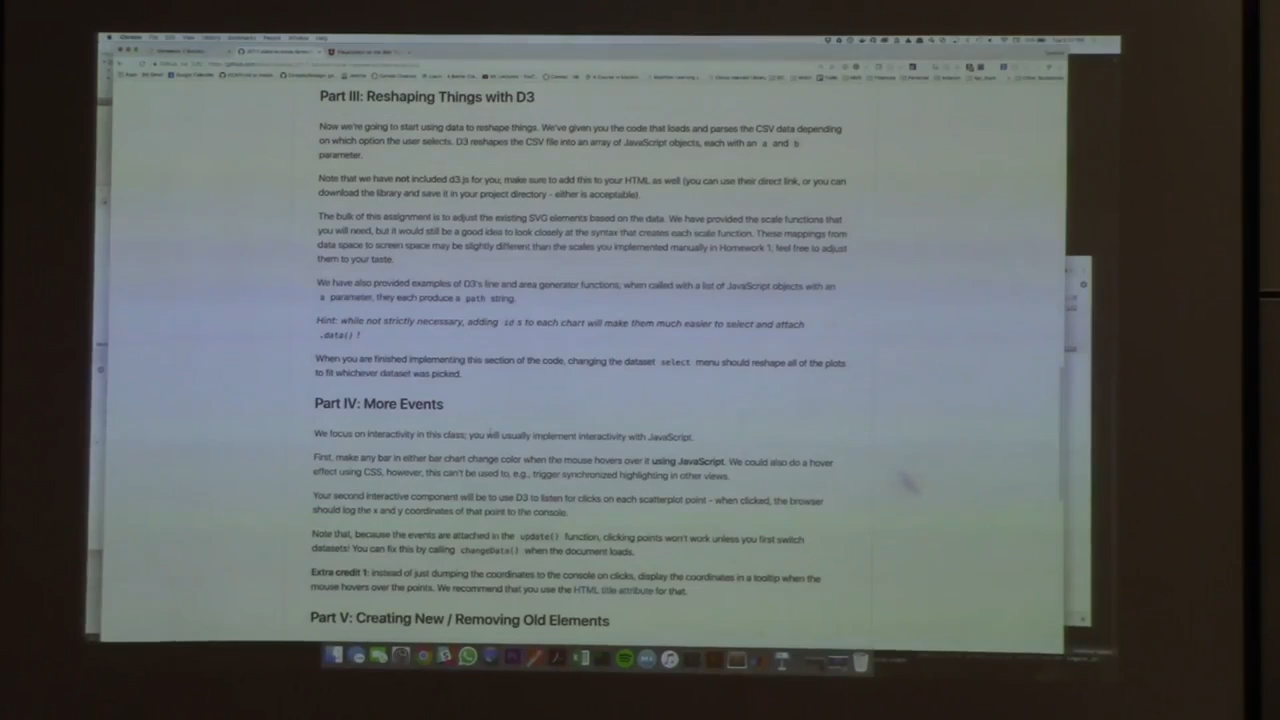 Part III: Reshaping Things with D3
Now we're going to start using data to reshape things. We've given you the code that loads and parses the CSV data depending
on which option the user selects. D3 reshapes the CSV file into an array of JavaScript objects, each with an a and b
parameter.
Note that we have not included d3.js for you; make sure to add this to your HTML as well (you can use their direct link, or you can
download the library and save it in your project directory - either is acceptable).
The bulk of this assignment is to adjust the existing SVG elements based on the data. We have provided the scale functions that
you will need, but it would still be a good idea to look closely at the syntax that creates each scale function. These mappings from
data space to screen space may be slightly different than the scales you implemented manually in Homework 1; feel free to adjust
them to your taste.
We have also provided examples of D3's line and area generator functions; when called with a list of JavaScript objects with an
a parameter, they each produce a path string.
Hint: while not strictly necessary, adding id s to each chart will make them much easier to select and attach
.data() !
When you are finished implementing this section of the code, changing the dataset select menu should reshape all of the plots
to fit whichever dataset was picked.
Part IV: More Events
We focus on interactivity in this class; you will usually implement interactivity with JavaScript.
First, make any bar in either bar chart change color when the mouse hovers over it using JavaScript. We could also do a hover
effect using CSS, however, this can't be used to, e.g., trigger synchronized highlighting in other views.
Your second interactive component will be to use D3 to listen for clicks on each scatterplot point - when clicked, the browser
should log the x and y coordinates of that point to the console.
Note that, because the events are attached in the update() function, clicking points won't work unless you first switch
datasets! You can fix this by calling changeData() when the document loads.
Extra credit 1: instead of just dumping the coordinates to the console on clicks, display the coordinates in a tooltip when the
mouse hovers over the points. We recommend that you use the HTML title attribute for that.
Part V: Creating New / Removing Old Elements